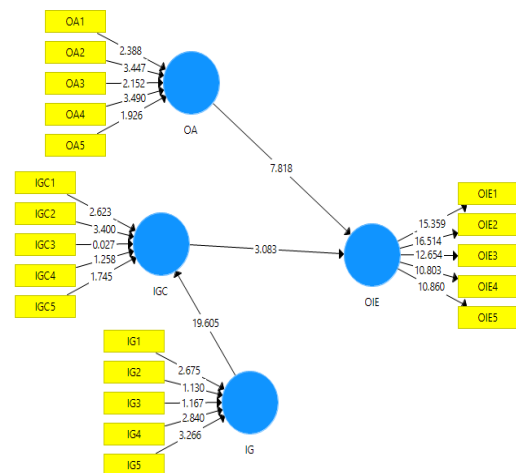 OA1
OA2
OA3
OA4
OA5
2.388
3.447
2.152
3.490
1.926
OA
7.818
IGC1
IGC2
IGC3
IGC4
IGC5
2.623
3.400
0.027
1.258
1.745
IGC
3.083
OIE
15.359
16.514
12.654
10.803
10.860
OIE1
OIE2
OIE3
OIE4
OIE5
19.605
IG1
IG2
IG3
IG4
IG5
2.675
1.130
1.167
2.840
3.266
IG